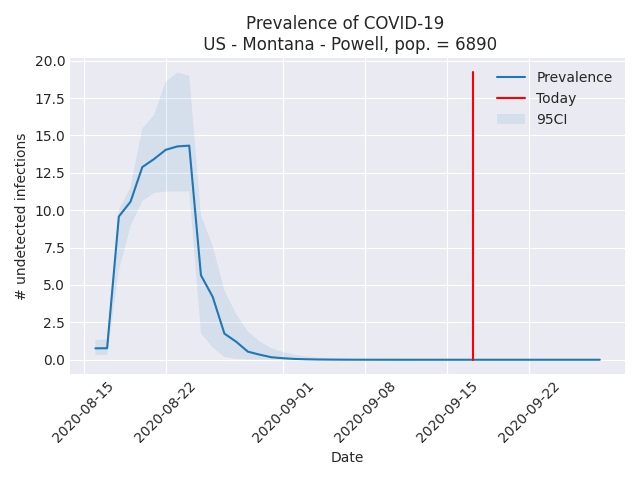 Prevalence of COVID-19
US - Montana - Powell, pop. = 6890
20.0
17.5
15.0
12.5
10.0
7.5
5.0
2.5
0.0
# undetected infections
Prevalence
Today
95CI
2020-08-15
2020-08-22
2020-09-01
2020-09-08
2020-09-15
2020-09-22
Date